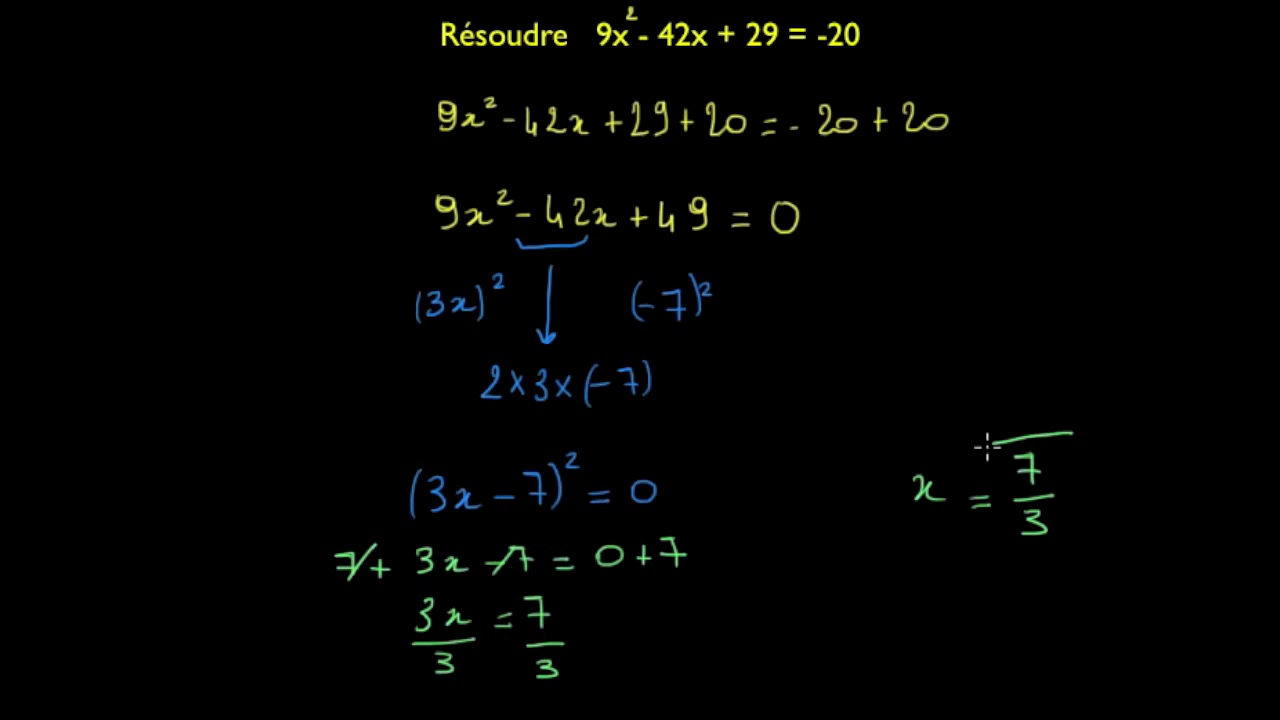 Résoudre 9x² - 42x + 29 = -20
9x² - 42x + 29 + 20 = - 20 + 20
9x² - 42x + 49 = 0
(3x)² (-7)²
2 × 3 × (-7)
(3x - 7)² = 0
7 + 3x - 7 = 0 + 7
3x/3 = 7/3
x = 7/3